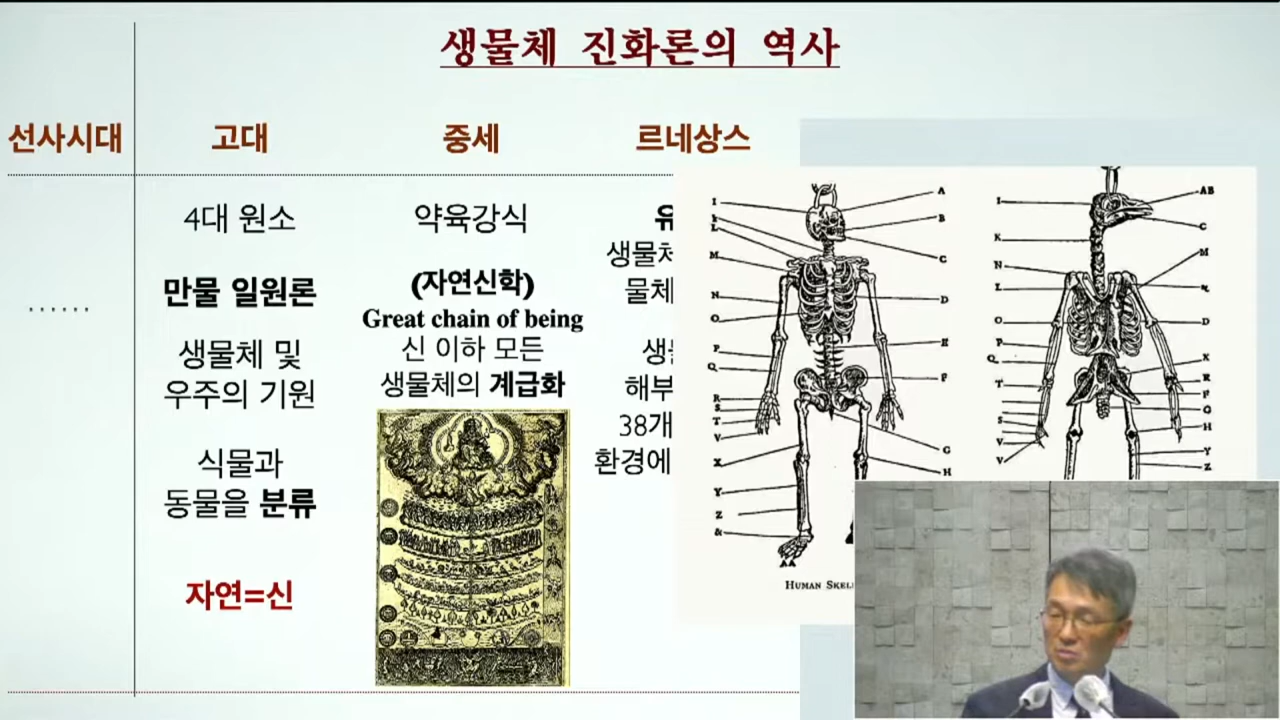 생물체 진화론의 역사
선사시대
고대
중세
르네상스
......
4대 원소
만물 일원론
생물체 및
우주의 기원
식물과
동물을 분류
자연=신
약육강식
(자연신학)
Great chain of being
신 이하 모든
생물체의 계급화
생물
물체
해부
38개
환경에
I
L
M
N
O
P
Q
R
S
T
V
X
Y
Z
&
AA
A
B
C
D
E
F
G
H
HUMAN
I
K
N
L
O
P
Q
T
S
V
V
AB
C
M
D
X
R
F
G
H
Y
Z